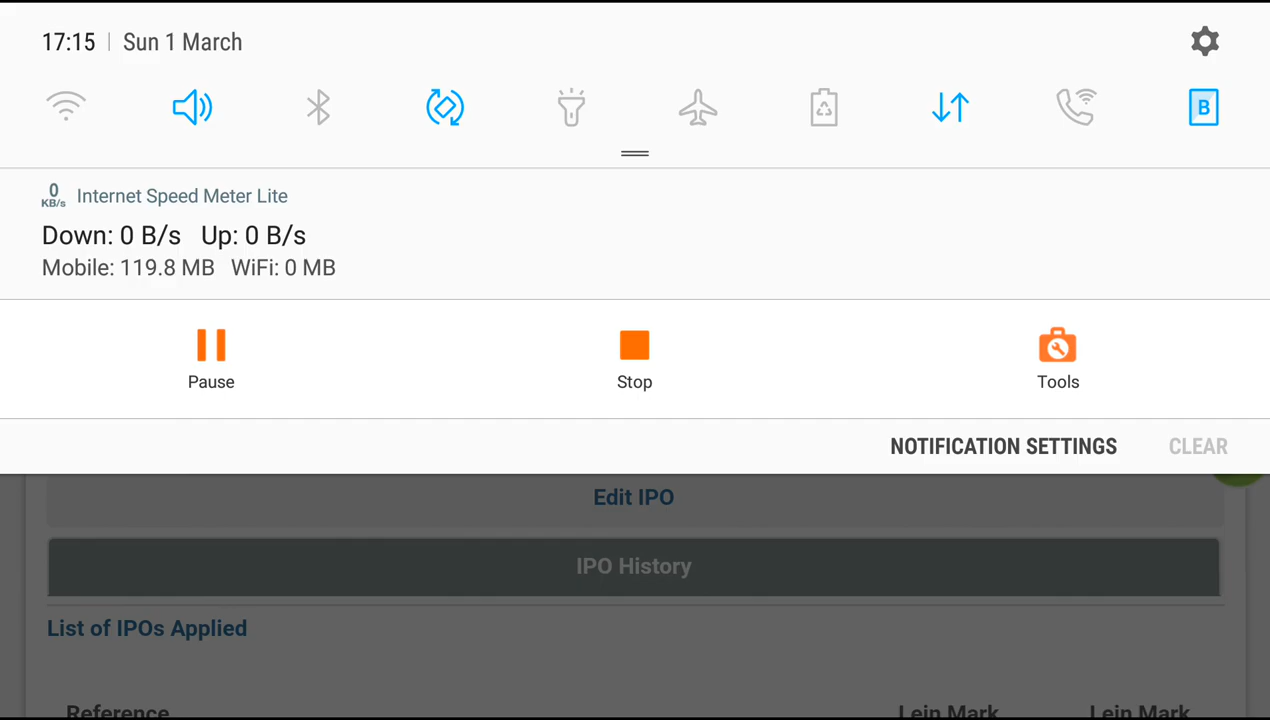 17:15 Sun 1 March
B
0
KB/s Internet Speed Meter Lite
Down: 0 B/s Up: 0 B/s
Mobile: 119.8 MB WiFi: 0 MB
Pause Stop Tools
NOTIFICATION SETTINGS CLEAR
Edit IPO
IPO History
List of IPOs Applied
Reference Lein Mark Lein Mark